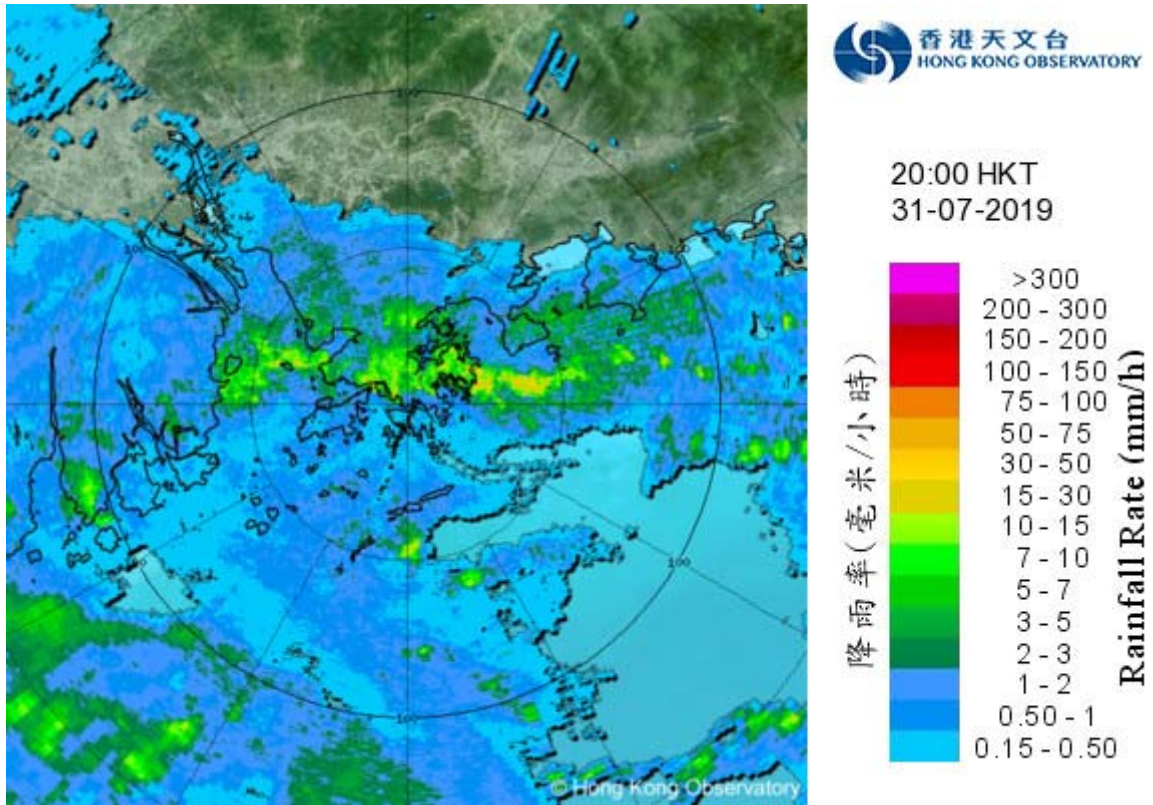 香港天文台
HONG KONG OBSERVATORY
20:00 HKT
31-07-2019
降雨率(毫米/小時)
Rainfall Rate (mm/h)
>300
200 - 300
150 - 200
100 - 150
75 - 100
50 - 75
30 - 50
15 - 30
10 - 15
7 - 10
5 - 7
3 - 5
2 - 3
1 - 2
0.50 - 1
0.15 - 0.50
100
100
100
© Hong Kong Observatory